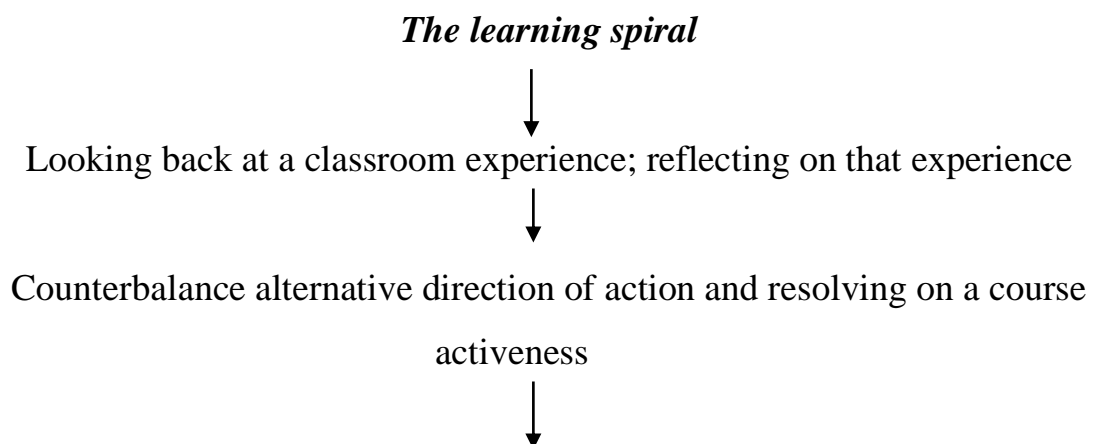 The learning spiral
Looking back at a classroom experience; reflecting on that experience
Counterbalance alternative direction of action and resolving on a course
activeness